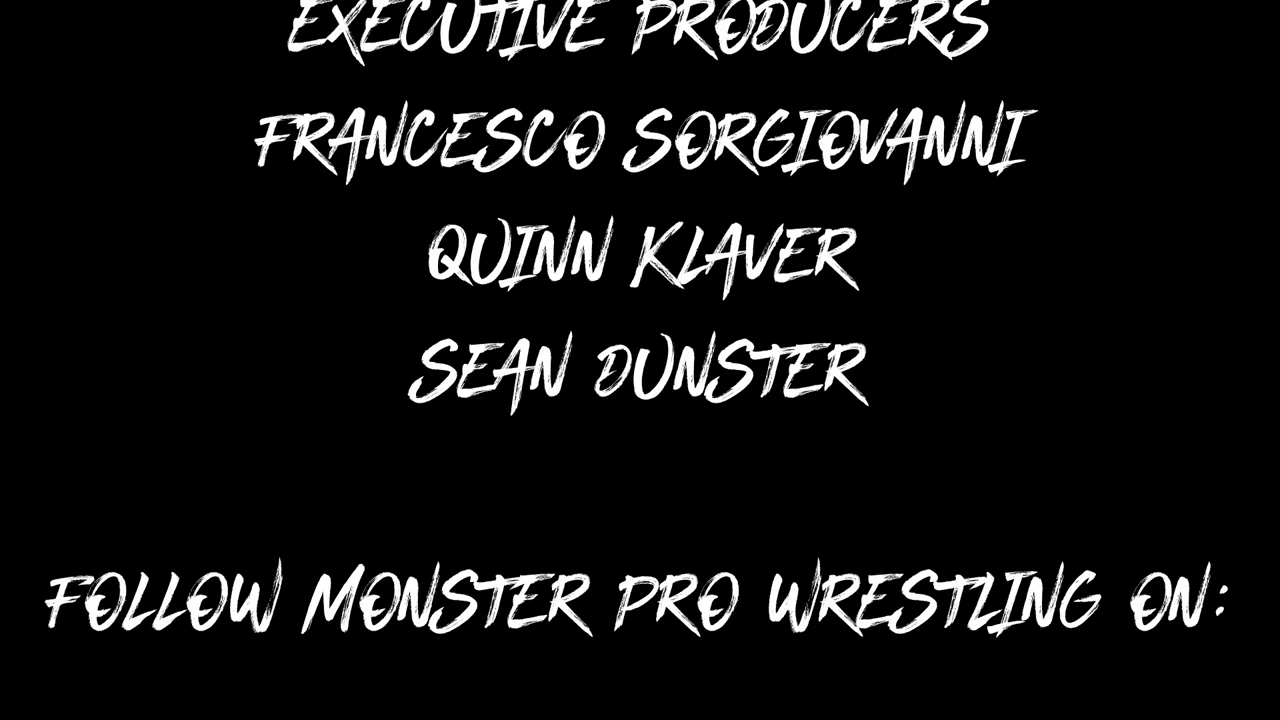 EXECUTIVE PRODUCERS
FRANCESCO SORGIOVANNI
QUINN KLAVER
SEAN DUNSTER
FOLLOW MONSTER PRO WRESTLING ON: